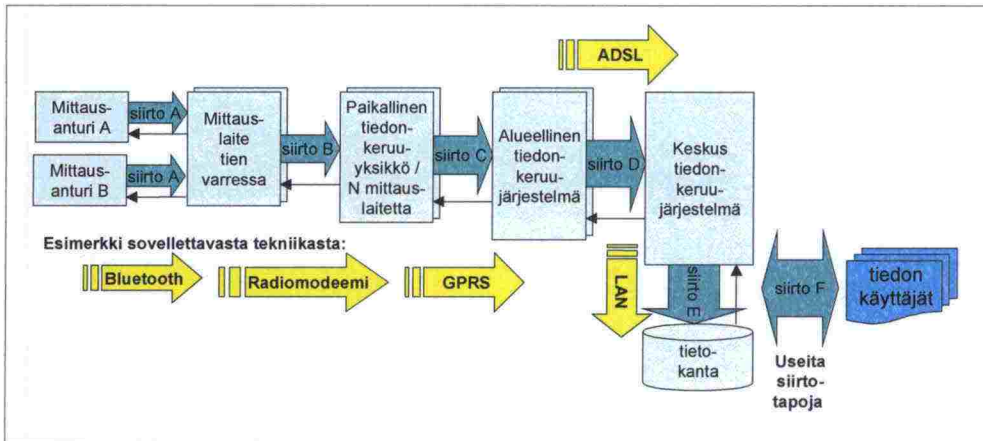 ADSL
Mittaus-
anturi A
siirto A
Mittaus-
anturi B
siirto A
Mittaus-
laite
tien
varressa
siirto B
Paikallinen
tiedon-
keruu-
yksikkö /
N mittaus-
laitetta
siirto C
Alueellinen
tiedon-
keruu-
järjestelmä
siirto D
Keskus
tiedon-
keruu-
järjestelmä
Esimerkki sovellettavasta tekniikasta:
Bluetooth
Radiomodeemi
GPRS
LAN
siirto E
siirto F
tiedon
käyttäjät
tieto-
kanta
Useita
siirto-
tapoja